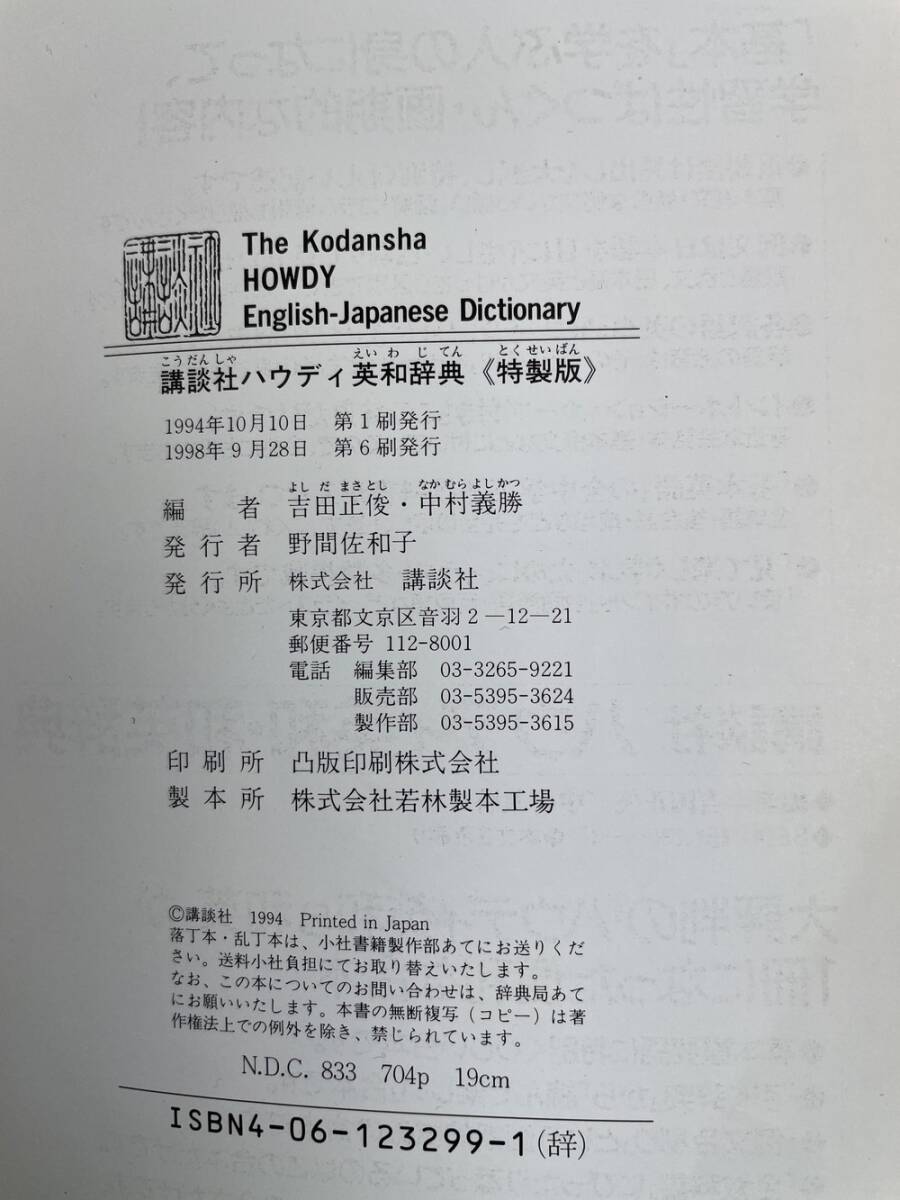 The Kodansha
HOWDY
English-Japanese Dictionary
こうだんしゃ えいわじてん とくせいばん
講談社ハウディ英和辞典《特製版》
1994年10月10日 第1刷発行
1998年9月28日 第6刷発行
よしだまさとし なかむらよしかつ
編者 吉田正俊・中村義勝
発行者 野間佐和子
発行所 株式会社 講談社
東京都文京区音羽2―12―21
郵便番号 112-8001
電話 編集部 03-3265-9221
販売部 03-5395-3624
製作部 03-5395-3615
印刷所 凸版印刷株式会社
製本所 株式会社若林製本工場
©講談社 1994 Printed in Japan
落丁本・乱丁本は、小社書籍製作部あてにお送りくだ
さい。送料小社負担にてお取り替えいたします。
なお、この本についてのお問い合わせは、辞典局あて
にお願いいたします。本書の無断複写（コピー）は著
作権法上での例外を除き、禁じられています。
N.D.C. 833 704p 19cm
ISBN4-06-123299-1（辞）